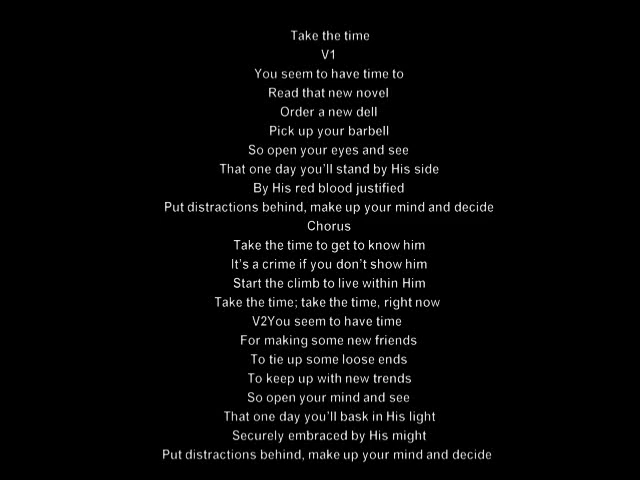 Take the time
V1
You seem to have time to
Read that new novel
Order a new dell
Pick up your barbell
So open your eyes and see
That one day you'll stand by His side
By His red blood justified
Put distractions behind, make up your mind and decide
Chorus
Take the time to get to know him
It's a crime if you don't show him
Start the climb to live within Him
Take the time; take the time, right now
V2You seem to have time
For making some new friends
To tie up some loose ends
To keep up with new trends
So open your mind and see
That one day you'll bask in His light
Securely embraced by His might
Put distractions behind, make up your mind and decide